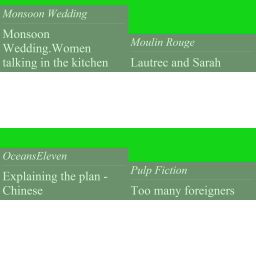 Monsoon Wedding
Monsoon
Wedding.Women
talking in the kitchen
Moulin Rouge
Lautrec and Sarah
OceansEleven
Explaining the plan -
Chinese
Pulp Fiction
Too many foreigners